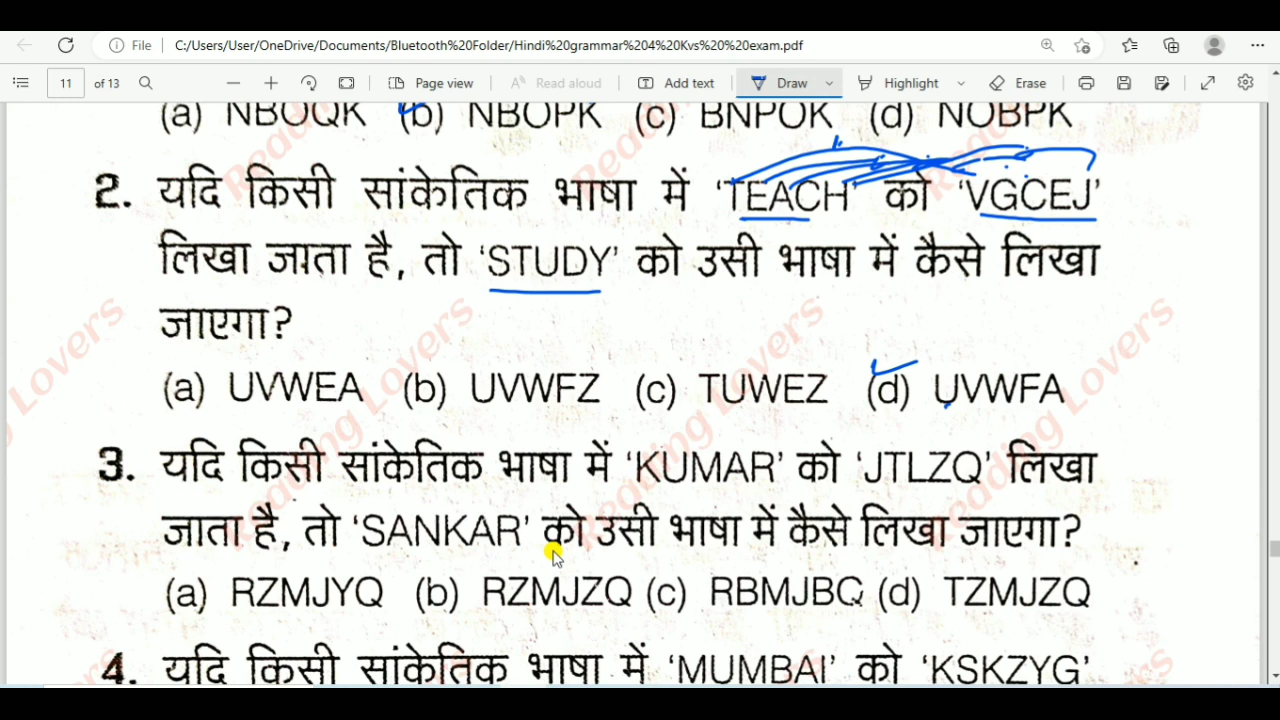 File C:/Users/User/OneDrive/Documents/Bluetooth%20Folder/Hindi%20grammar%204%20Kvs%20%20exam.pdf
11 of 13 Page view Read aloud Add text Draw Highlight Erase
(a) NBOQK (b) NBOPK (c) BNPOK (d) NOBPK
2. यदि किसी सांकेतिक भाषा में 'TEACH' को 'VGCEJ'
लिखा जाता है, तो 'STUDY' को उसी भाषा में कैसे लिखा
जाएगा?
(a) UVWEA (b) UVWFZ (c) TUWEZ (d) UVWFA
3. यदि किसी सांकेतिक भाषा में 'KUMAR' को 'JTLZQ' लिखा
जाता है, तो 'SANKAR' को उसी भाषा में कैसे लिखा जाएगा?
(a) RZMJYQ (b) RZMJZQ (c) RBMJBQ (d) TZMJZQ
4. यदि किसी सांकेतिक भाषा में 'MUMBAI' को 'KSKZYG'
Reading Lovers